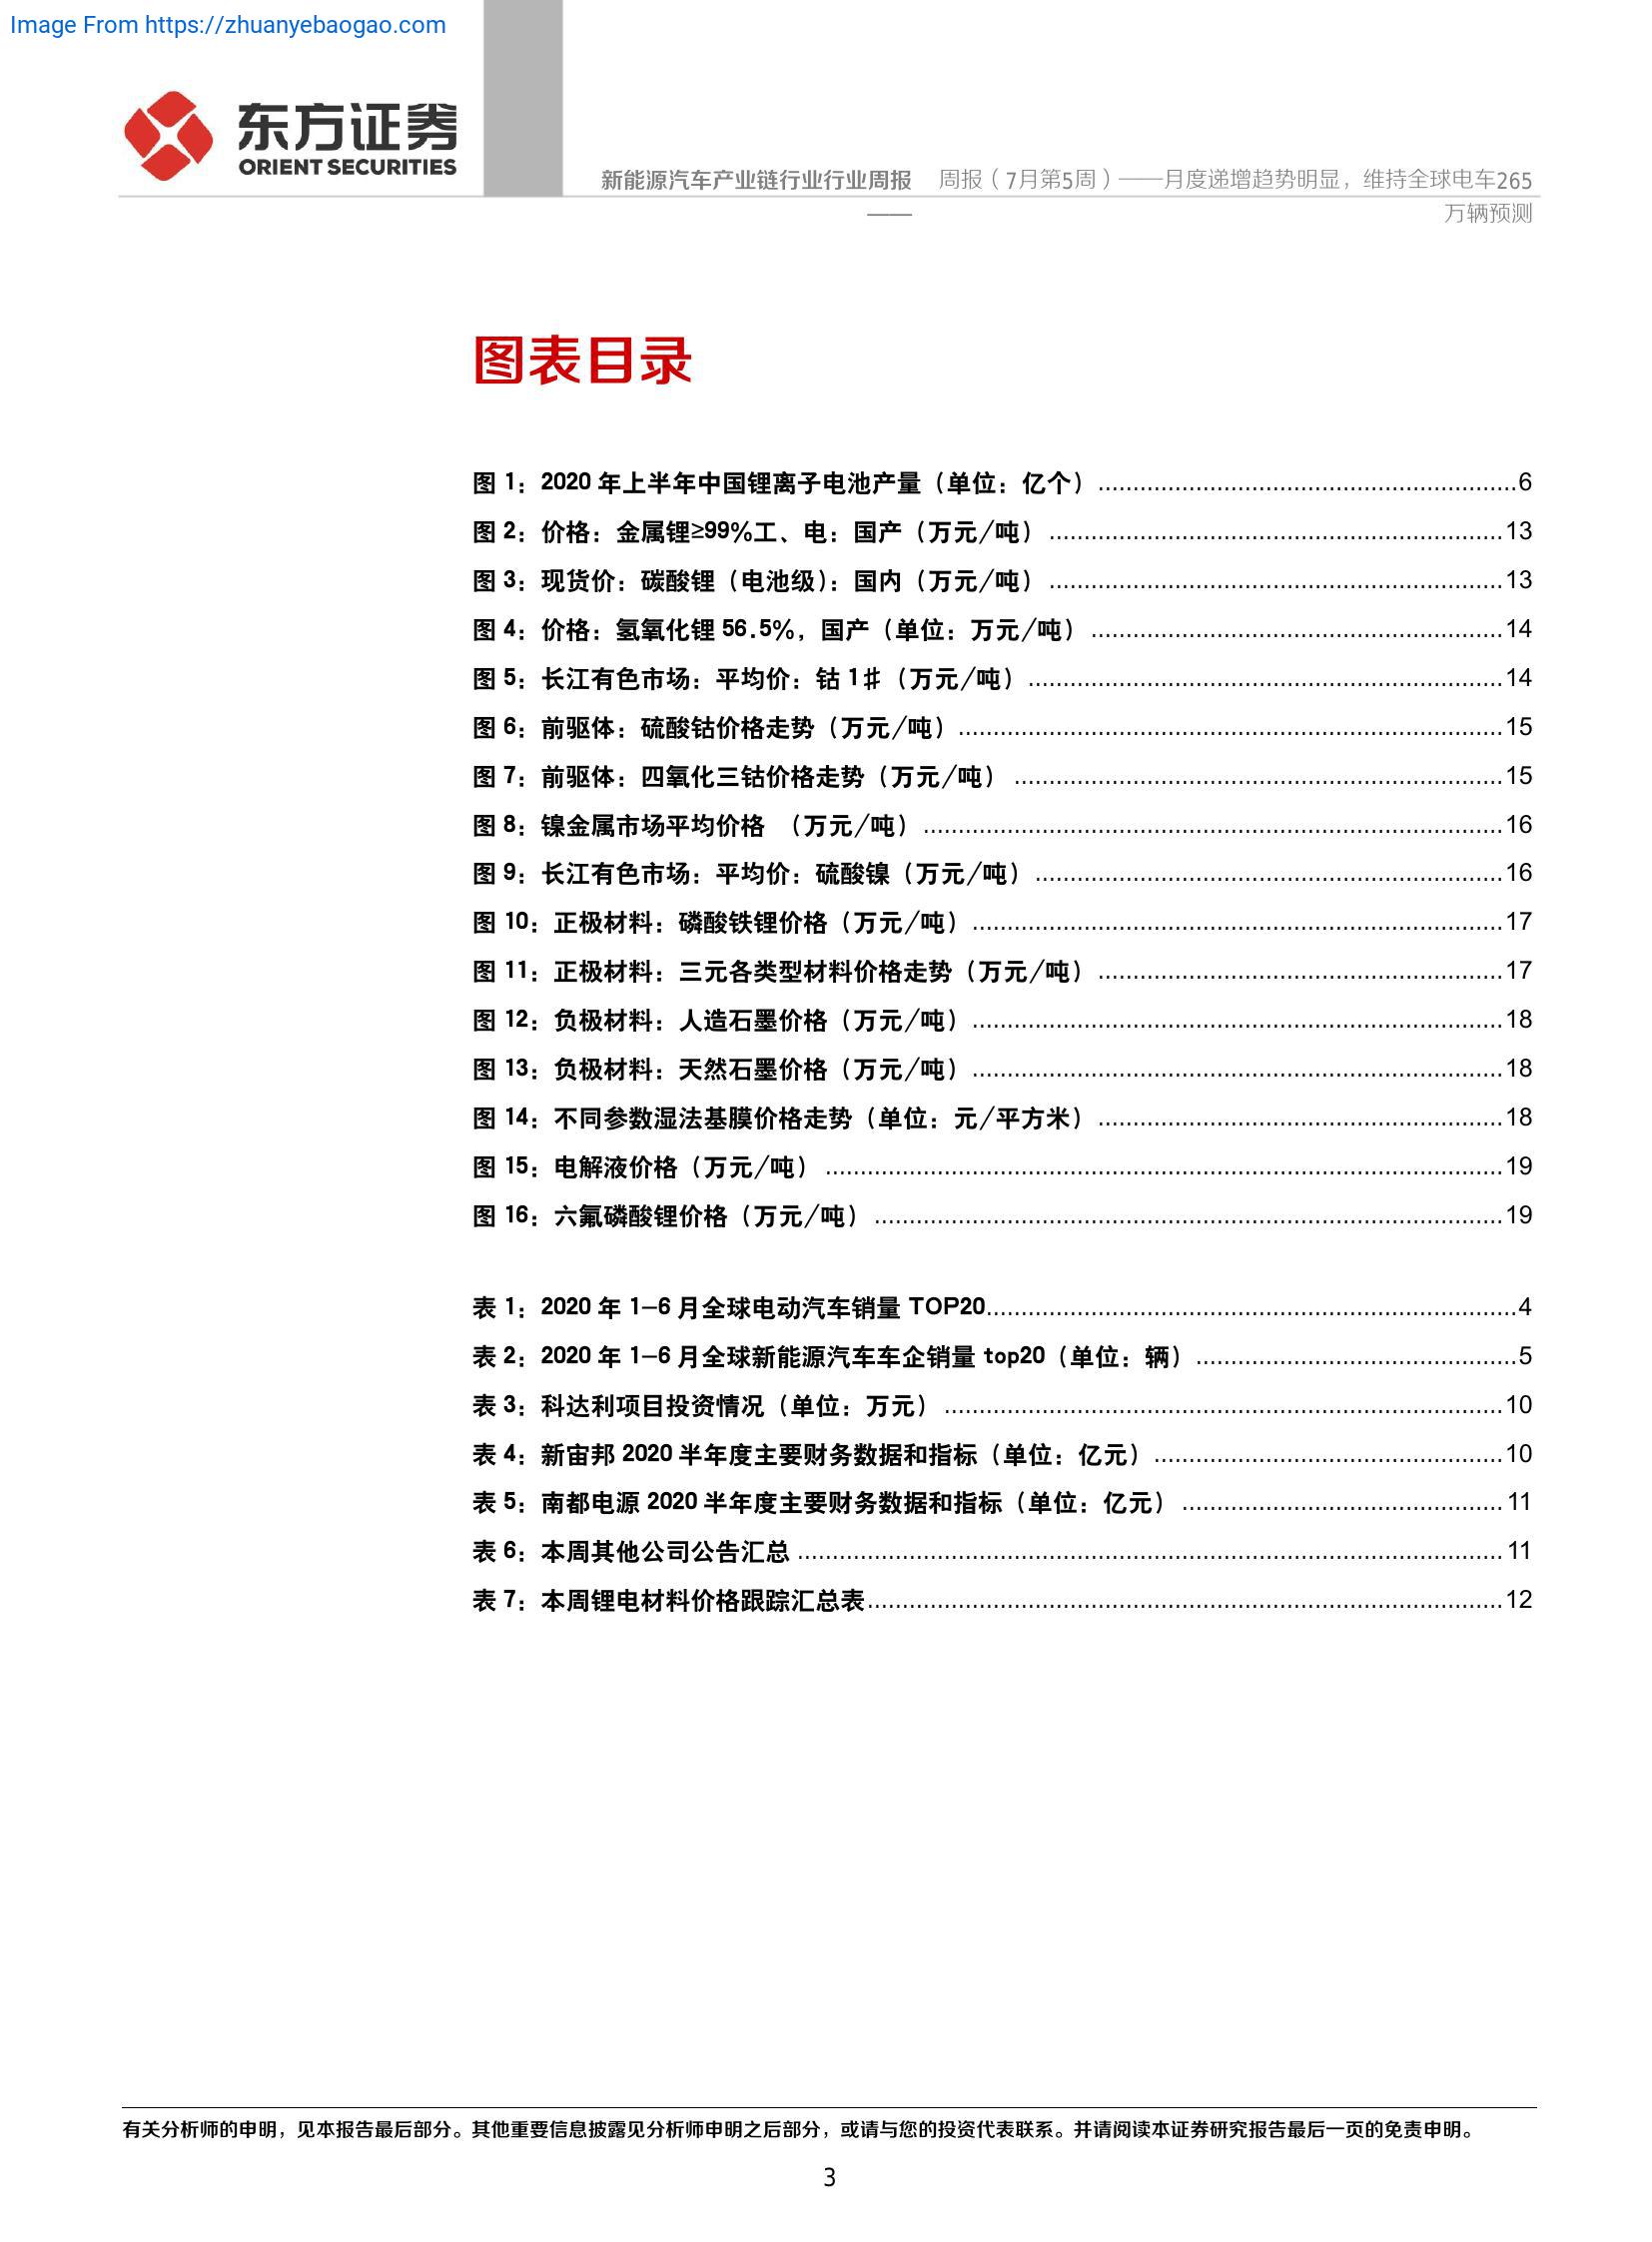 Image From https://zhuanyebaogao.com
东方证券
ORIENT SECURITIES
新能源汽车产业链行业行业周报 周报（7月第5周）——月度递增趋势明显，维持全球电车265
—— 万辆预测
图表目录
图 1：2020 年上半年中国锂离子电池产量（单位：亿个）............................................................6
图 2：价格：金属锂≥99%工、电：国产（万元/吨）.................................................................13
图 3：现货价：碳酸锂（电池级）：国内（万元/吨）.................................................................13
图 4：价格：氢氧化锂 56.5%，国产（单位：万元/吨）...........................................................14
图 5：长江有色市场：平均价：钴 1#（万元/吨）....................................................................14
图 6：前驱体：硫酸钴价格走势（万元/吨）..............................................................................15
图 7：前驱体：四氧化三钴价格走势（万元/吨）......................................................................15
图 8：镍金属市场平均价格 （万元/吨）...................................................................................16
图 9：长江有色市场：平均价：硫酸镍（万元/吨）...................................................................16
图 10：正极材料：磷酸铁锂价格（万元/吨）............................................................................17
图 11：正极材料：三元各类型材料价格走势（万元/吨）..........................................................17
图 12：负极材料：人造石墨价格（万元/吨）............................................................................18
图 13：负极材料：天然石墨价格（万元/吨）............................................................................18
图 14：不同参数湿法基膜价格走势（单位：元/平方米）..........................................................18
图 15：电解液价格（万元/吨）.................................................................................................19
图 16：六氟磷酸锂价格（万元/吨）..........................................................................................19
表 1：2020 年 1–6 月全球电动汽车销量 TOP20............................................................................4
表 2：2020 年 1–6 月全球新能源汽车车企销量 top20（单位：辆）..............................................5
表 3：科达利项目投资情况（单位：万元）................................................................................10
表 4：新宙邦 2020 半年度主要财务数据和指标（单位：亿元）..................................................10
表 5：南都电源 2020 半年度主要财务数据和指标（单位：亿元）..............................................11
表 6：本周其他公司公告汇总.....................................................................................................11
表 7：本周锂电材料价格跟踪汇总表...........................................................................................12
有关分析师的申明，见本报告最后部分。其他重要信息披露见分析师申明之后部分，或请与您的投资代表联系。并请阅读本证券研究报告最后一页的免责申明。
3